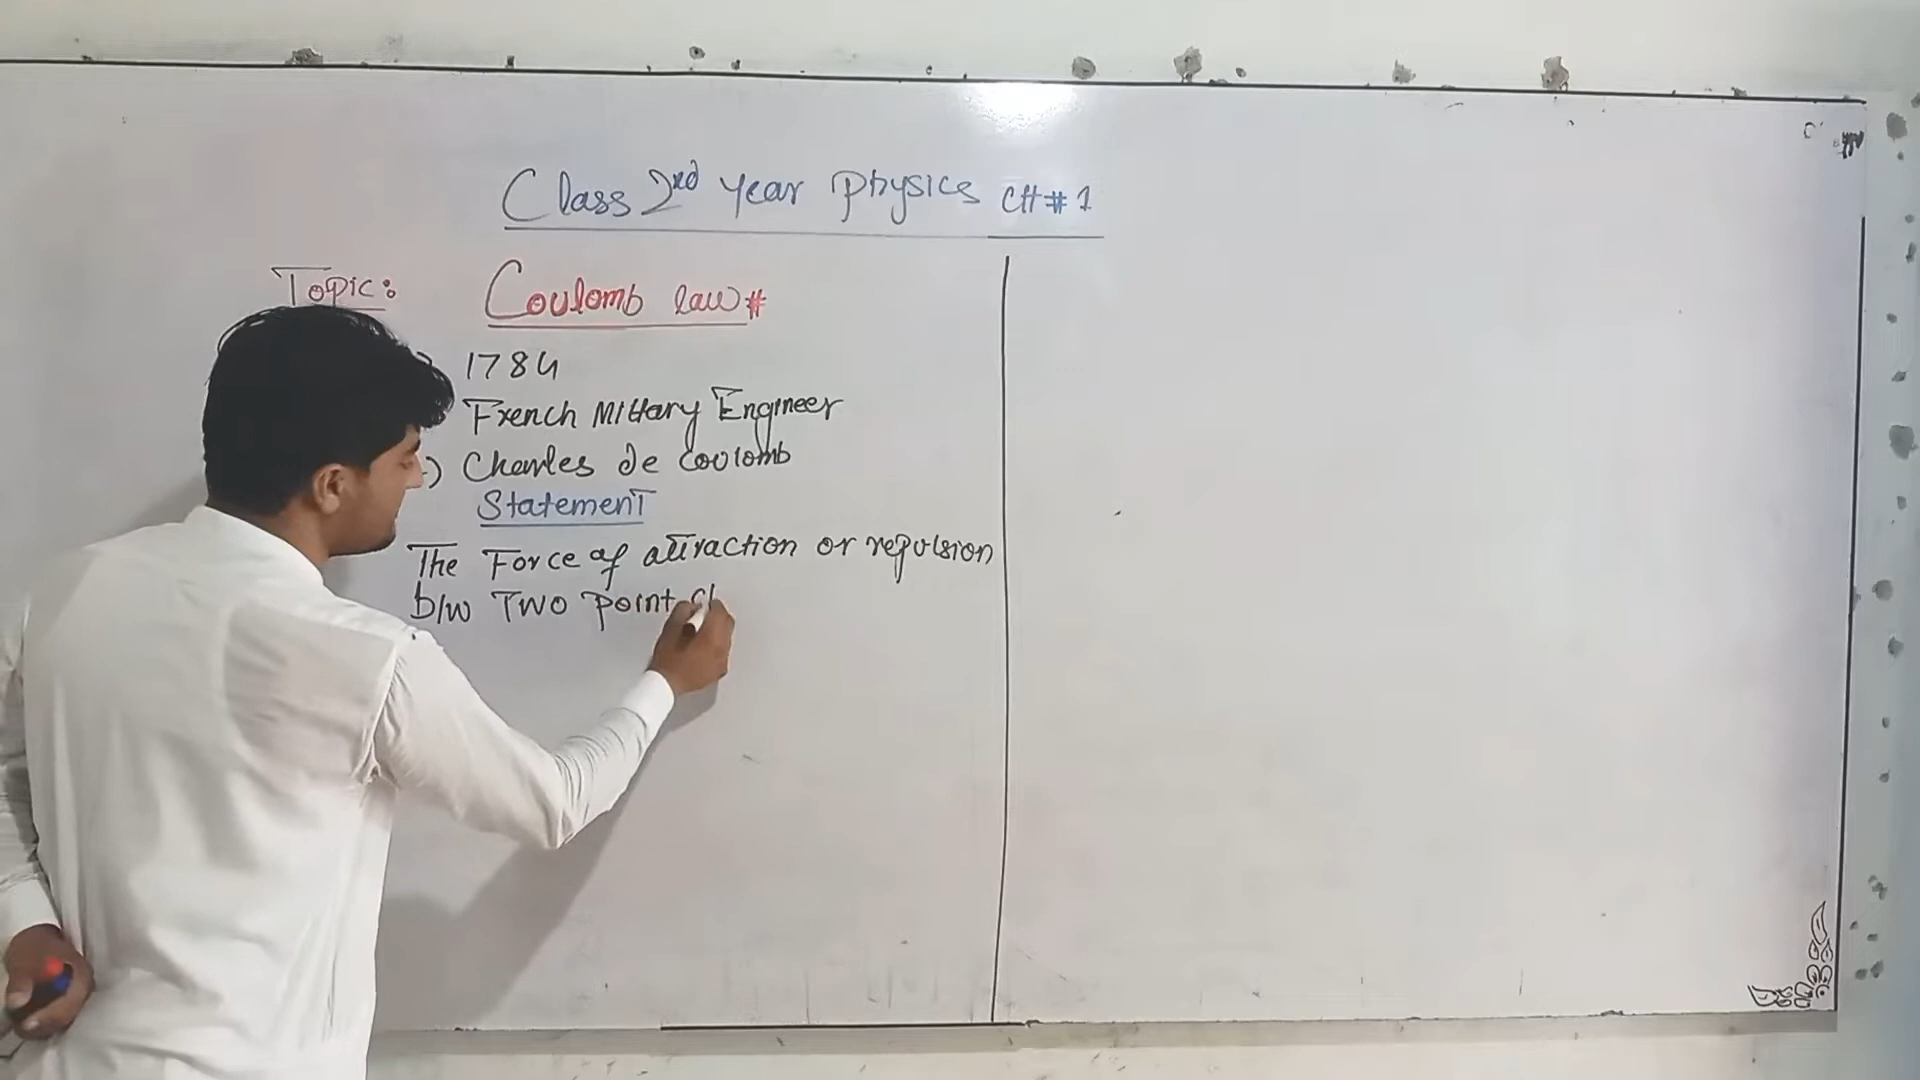 Class 2nd Year Physics CH#1
Topic:
Coulomb law #
1784
French Military Engineer
) Charles de Coulomb
Statement
The Force of attraction or repulsion
b/w Two Point